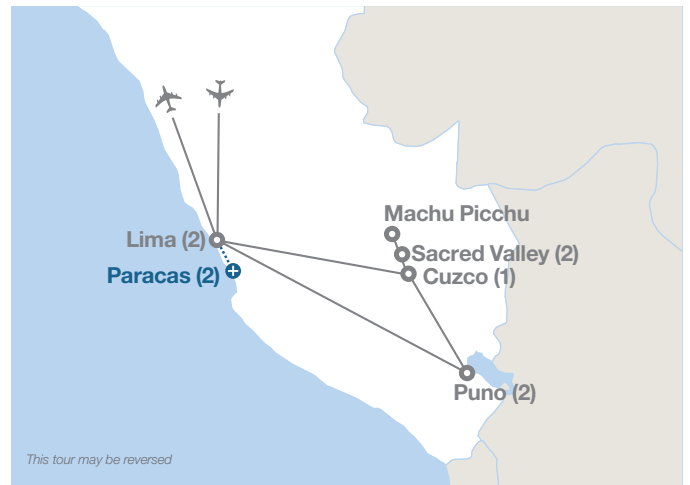 Machu Picchu
Lima (2)
Sacred Valley (2)
Paracas (2)
Cuzco (1)
Puno (2)
This tour may be reversed